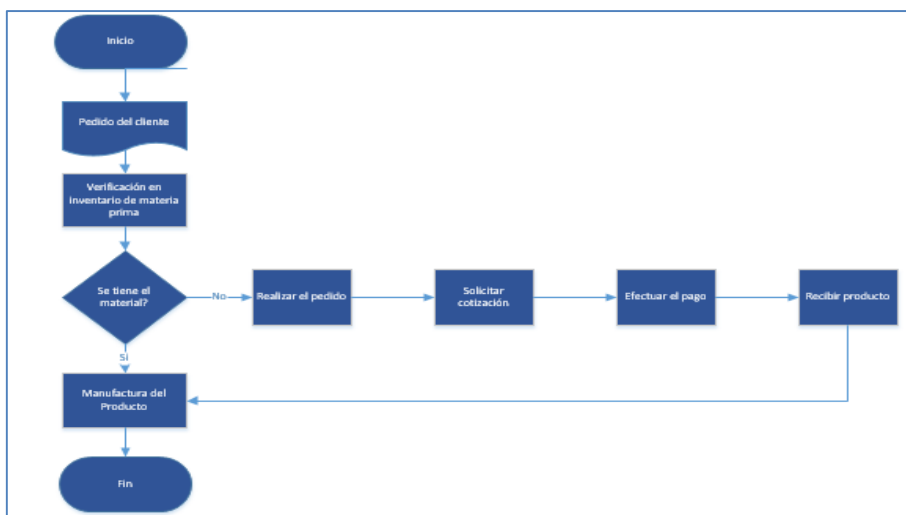 Inicio
Pedido del cliente
Verificación en
inventario de materia
prima
Se tiene el
material?
No
Realizar el pedido
Solicitar
cotización
Efectuar el pago
Recibir producto
Si
Manufactura del
Producto
Fin